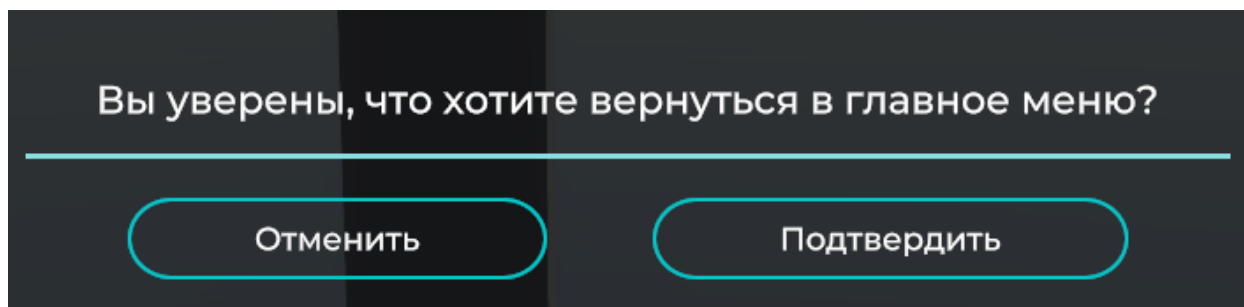 Вы уверены, что хотите вернуться в главное меню?
Отменить
Подтвердить